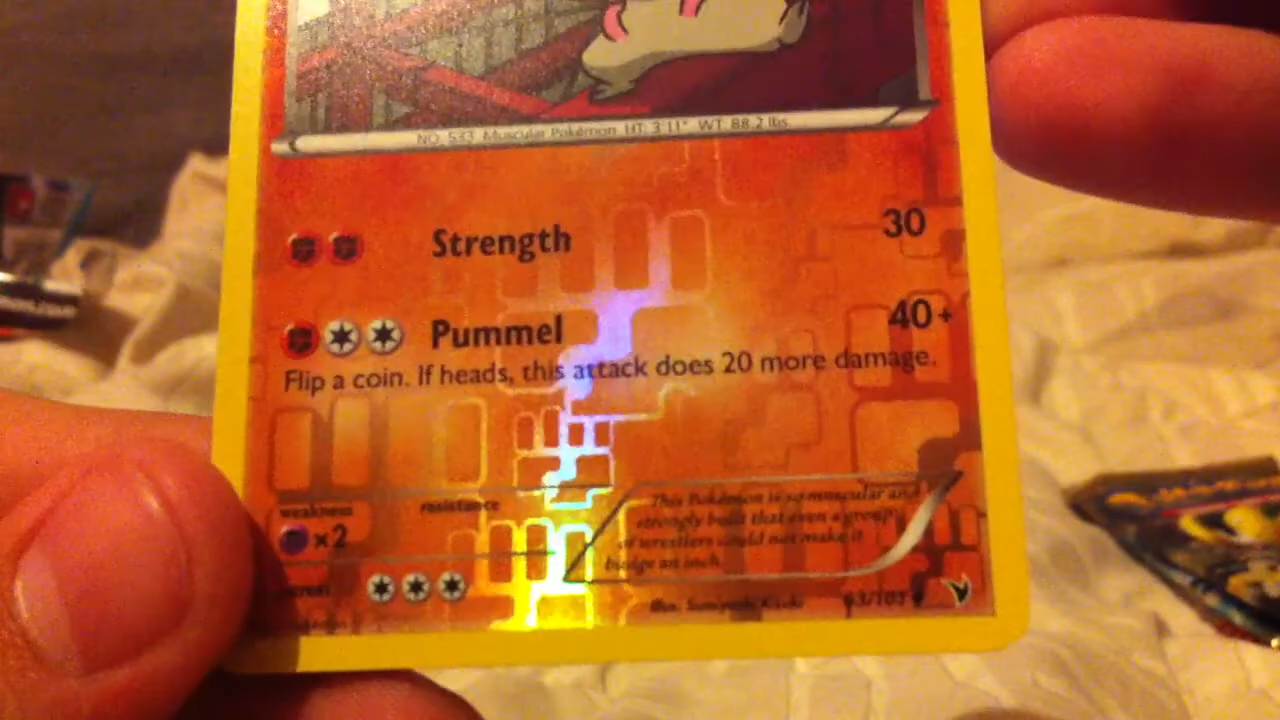 NO. 533 Muscular Pokémon HT: 3'11" WT: 88.2 lbs
Strength 30
Pummel 40+
Flip a coin. If heads, this attack does 20 more damage.
weakness resistance
×2
This Pokémon is so muscular and
strongly built that even a group
of wrestlers could not make it
budge an inch.
Illus.